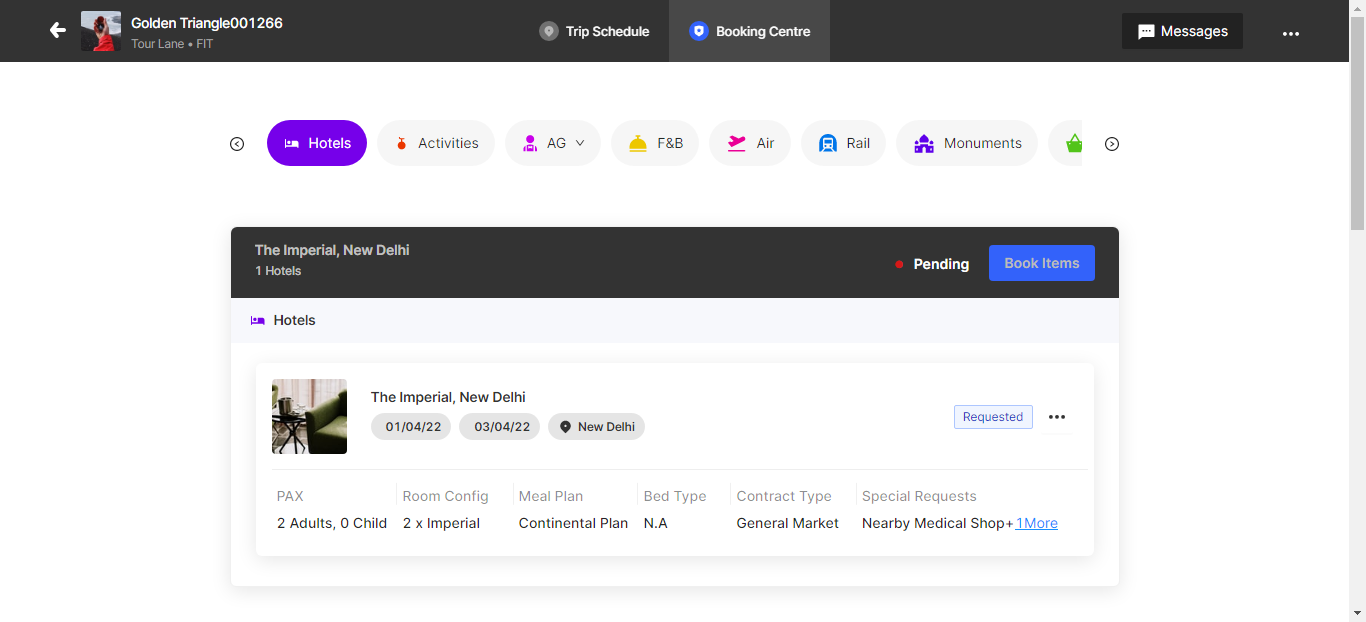 Golden Triangle001266
Tour Lane • FIT
Trip Schedule
Booking Centre
Messages
Hotels
Activities
AG
F&B
Air
Rail
Monuments
The Imperial, New Delhi
1 Hotels
Pending
Book Items
Hotels
The Imperial, New Delhi
01/04/22
03/04/22
New Delhi
Requested
PAX
Room Config
Meal Plan
Bed Type
Contract Type
Special Requests
2 Adults, 0 Child
2 x Imperial
Continental Plan
N.A
General Market
Nearby Medical Shop+1More